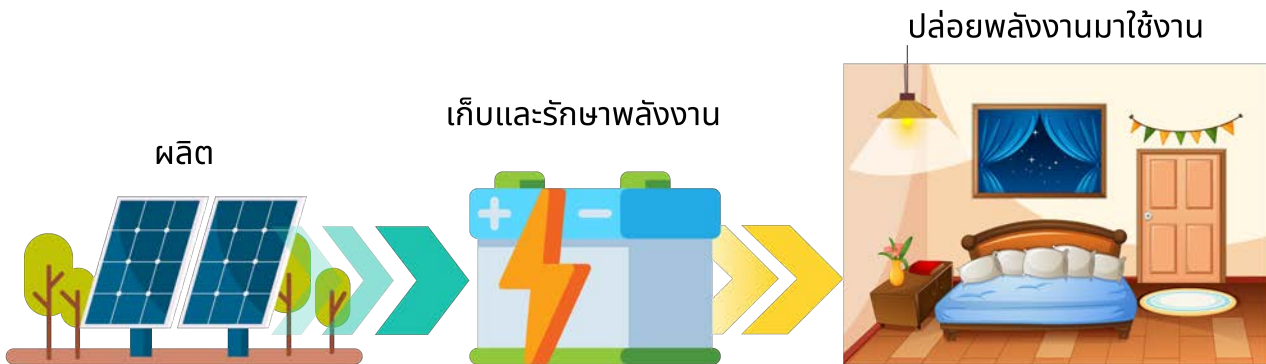 ผลิต
เก็บและรักษาพลังงาน
ปล่อยพลังงานมาใช้งาน